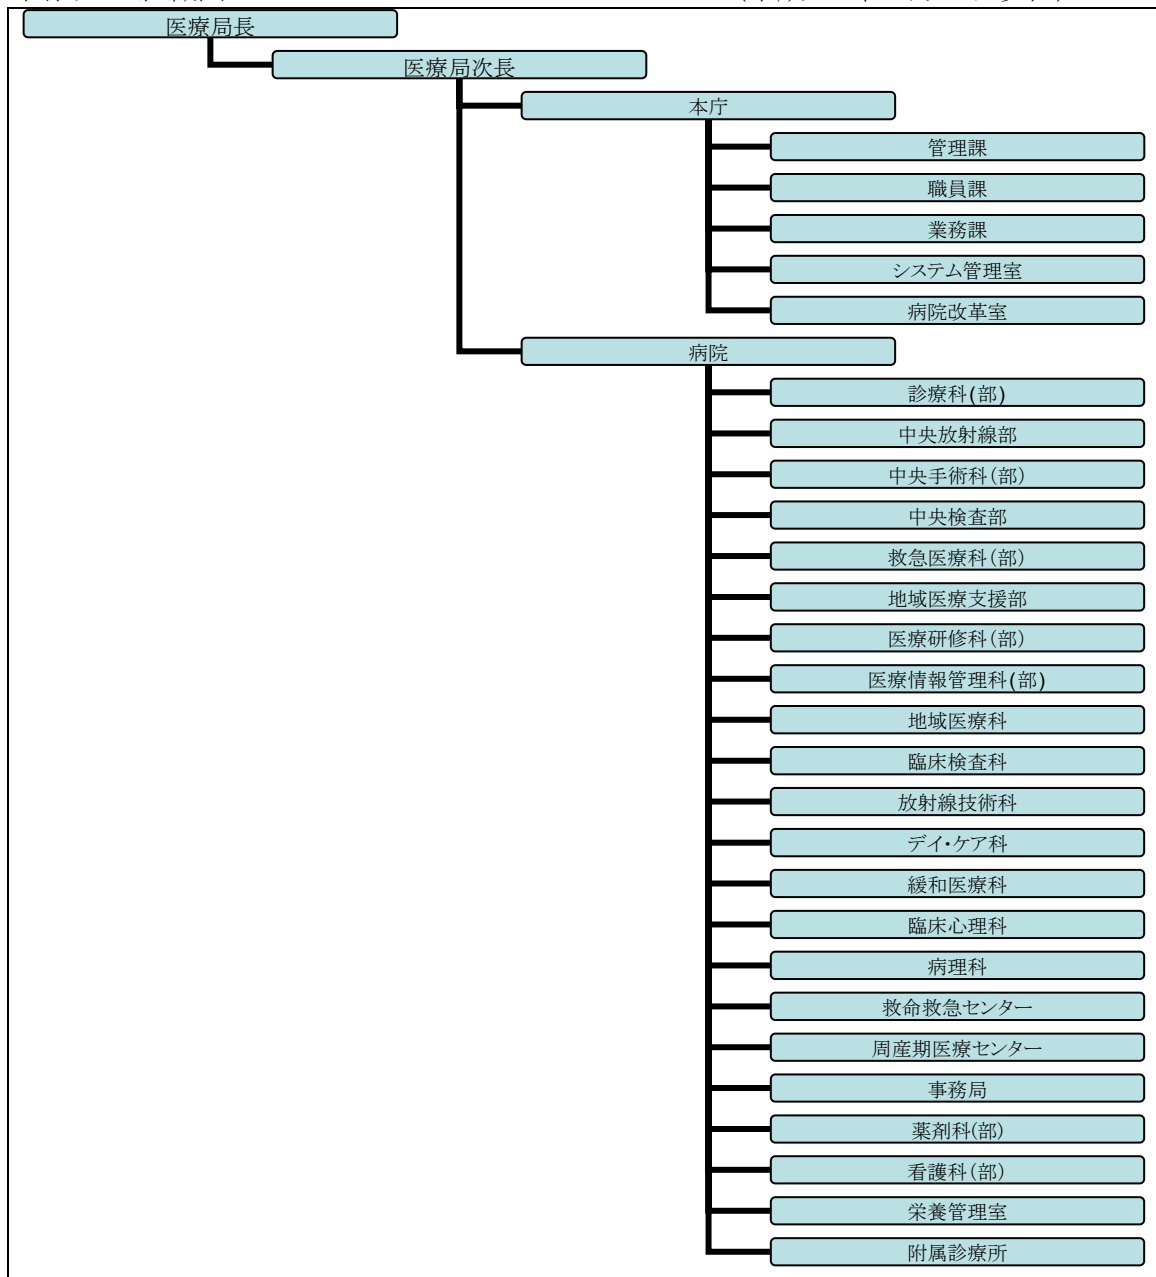 医療局長
医療局次長
本庁
管理課
職員課
業務課
システム管理室
病院改革室
病院
診療科(部)
中央放射線部
中央手術科(部)
中央検査部
救急医療科(部)
地域医療支援部
医療研修科(部)
医療情報管理科(部)
地域医療科
臨床検査科
放射線技術科
デイ・ケア科
緩和医療科
臨床心理科
病理科
救命救急センター
周産期医療センター
事務局
薬剤科(部)
看護科(部)
栄養管理室
附属診療所